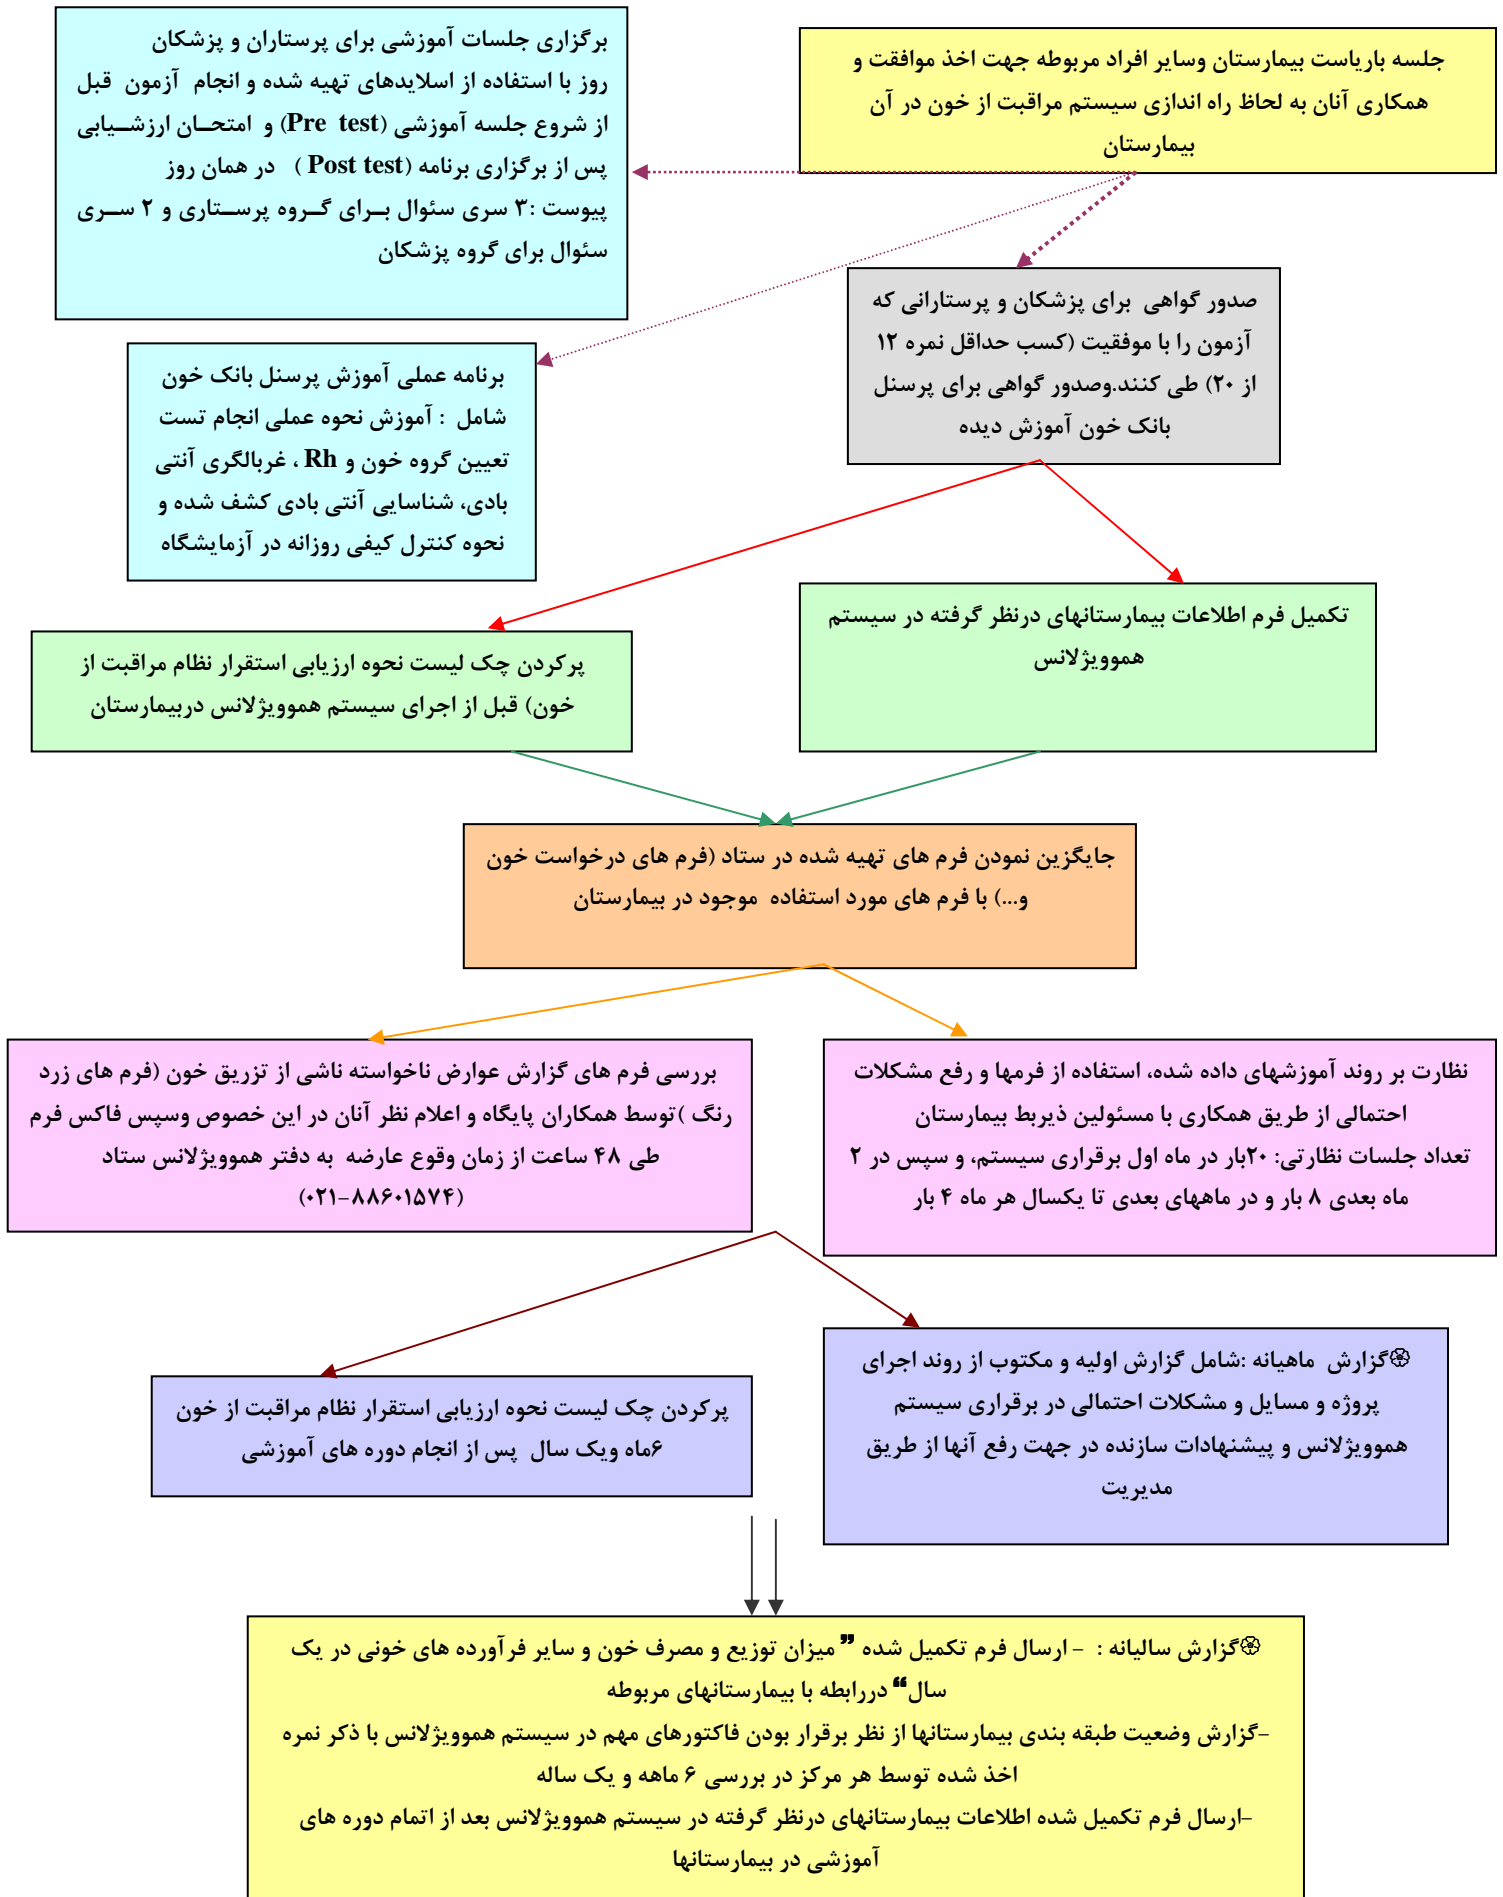 جلسه باریاست بیمارستان وسایر افراد مربوطه جهت اخذ موافقت و
همکاری آنان به لحاظ راه اندازی سیستم مراقبت از خون در آن
بیمارستان
برگزاری جلسات آموزشی برای پرستاران و پزشکان
روز با استفاده از اسلایدهای تهیه شده و انجام آزمون قبل
از شروع جلسه آموزشی (Pre test) و امتحـان ارزشــیابی
پس از برگزاری برنامه (Post test ) در همان روز
پیوست :۳ سری سئوال بـرای گـروه پرسـتاری و ۲ سـری
سئوال برای گروه پزشکان
صدور گواهی برای پزشکان و پرستارانی که
آزمون را با موفقیت (کسب حداقل نمره ۱۲
از ۲۰) طی کنند.وصدور گواهی برای پرسنل
بانک خون آموزش دیده
برنامه عملی آموزش پرسنل بانک خون
شامل : آموزش نحوه عملی انجام تست
تعیین گروه خون و Rh ، غربالگری آنتی
بادی، شناسایی آنتی بادی کشف شده و
نحوه کنترل کیفی روزانه در آزمایشگاه
تکمیل فرم اطلاعات بیمارستانهای درنظر گرفته در سیستم
هموویژلانس
پرکردن چک لیست نحوه ارزیابی استقرار نظام مراقبت از
خون) قبل از اجرای سیستم هموویژلانس دربیمارستان
جایگزین نمودن فرم های تهیه شده در ستاد (فرم های درخواست خون
و...) با فرم های مورد استفاده موجود در بیمارستان
نظارت بر روند آموزشهای داده شده، استفاده از فرمها و رفع مشکلات
احتمالی از طریق همکاری با مسئولین ذیربط بیمارستان
تعداد جلسات نظارتی: ۲۰بار در ماه اول برقراری سیستم، و سپس در ۲
ماه بعدی ۸ بار و در ماههای بعدی تا یکسال هر ماه ۴ بار
بررسی فرم های گزارش عوارض ناخواسته ناشی از تزریق خون (فرم های زرد
رنگ )توسط همکاران پایگاه و اعلام نظر آنان در این خصوص وسپس فاکس فرم
طی ۴۸ ساعت از زمان وقوع عارضه به دفتر هموویژلانس ستاد
(۰۲۱-۸۸۶۰۱۵۷۴)
❀گزارش ماهیانه :شامل گزارش اولیه و مکتوب از روند اجرای
پروژه و مسایل و مشکلات احتمالی در برقراری سیستم
هموویژلانس و پیشنهادات سازنده در جهت رفع آنها از طریق
مدیریت
پرکردن چک لیست نحوه ارزیابی استقرار نظام مراقبت از خون
۶ماه ویک سال پس از انجام دوره های آموزشی
❀گزارش سالیانه : - ارسال فرم تکمیل شده ❞ میزان توزیع و مصرف خون و سایر فرآورده های خونی در یک
سال❝ دررابطه با بیمارستانهای مربوطه
-گزارش وضعیت طبقه بندی بیمارستانها از نظر برقرار بودن فاکتورهای مهم در سیستم هموویژلانس با ذکر نمره
اخذ شده توسط هر مرکز در بررسی ۶ ماهه و یک ساله
-ارسال فرم تکمیل شده اطلاعات بیمارستانهای درنظر گرفته در سیستم هموویژلانس بعد از اتمام دوره های
آموزشی در بیمارستانها